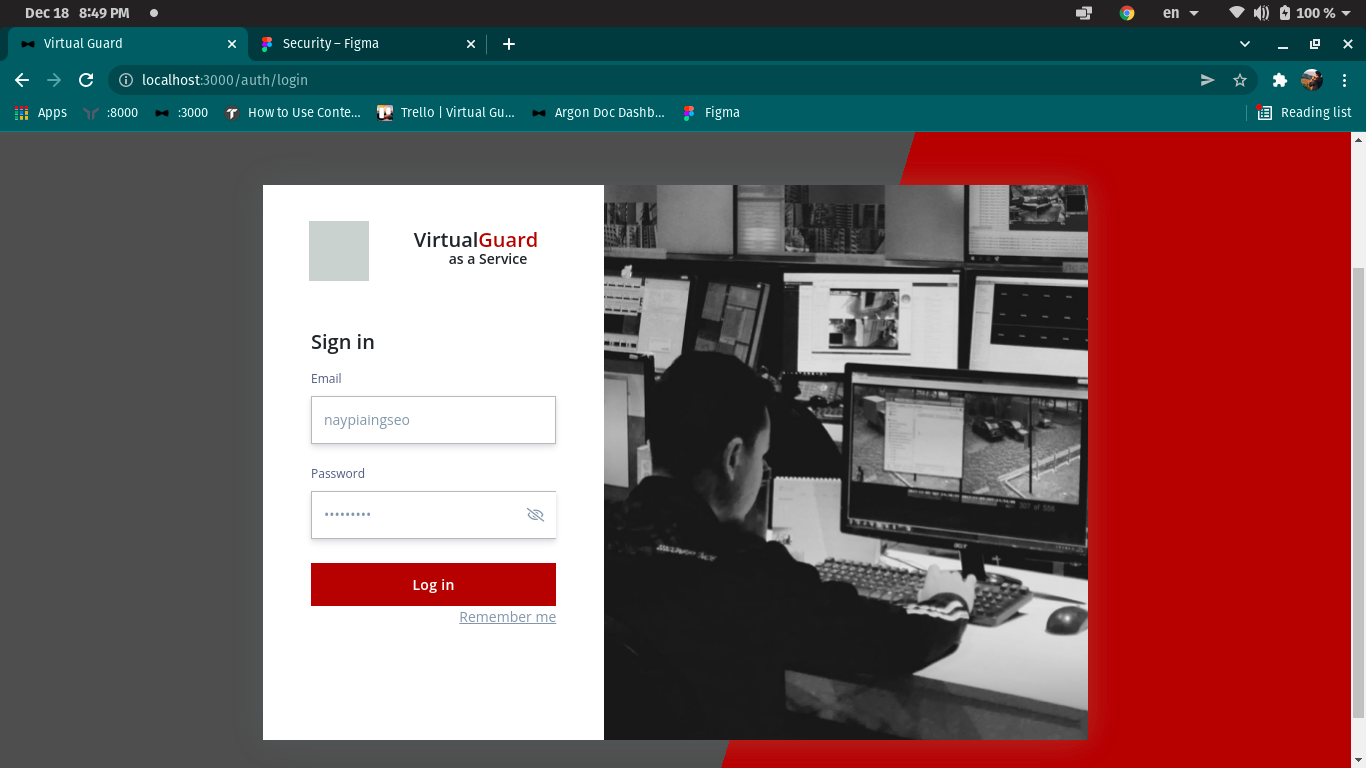 Dec 18 8:49 PM
en
100 %
Virtual Guard
Security – Figma
localhost:3000/auth/login
Apps
:8000
:3000
How to Use Conte...
Trello | Virtual Gu...
Argon Doc Dashb...
Figma
Reading list
VirtualGuard
as a Service
Sign in
Email
naypiaingseo
Password
•••••••••
Log in
Remember me